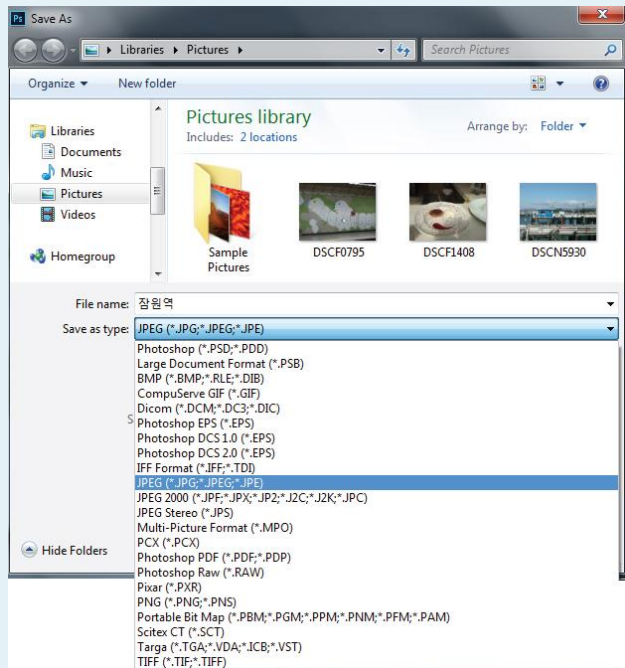 Ps Save As
Libraries Pictures
Search Pictures
Organize New folder
Libraries
Documents
Music
Pictures
Videos
Homegroup
Pictures library
Includes: 2 locations
Arrange by: Folder
Sample Pictures
DSCF0795
DSCF1408
DSCN5930
File name: 잠원역
Save as type: JPEG (*.JPG;*.JPEG;*.JPE)
Photoshop (*.PSD;*.PDD)
Large Document Format (*.PSB)
BMP (*.BMP;*.RLE;*.DIB)
CompuServe GIF (*.GIF)
Dicom (*.DCM;*.DC3;*.DIC)
Photoshop EPS (*.EPS)
Photoshop DCS 1.0 (*.EPS)
Photoshop DCS 2.0 (*.EPS)
IFF Format (*.IFF;*.TDI)
JPEG (*.JPG;*.JPEG;*.JPE)
JPEG 2000 (*.JPF;*.JPX;*.JP2;*.J2C;*.J2K;*.JPC)
JPEG Stereo (*.JPS)
Multi-Picture Format (*.MPO)
PCX (*.PCX)
Photoshop PDF (*.PDF;*.PDP)
Photoshop Raw (*.RAW)
Pixar (*.PXR)
PNG (*.PNG;*.PNS)
Portable Bit Map (*.PBM;*.PGM;*.PPM;*.PNM;*.PFM;*.PAM)
Scitex CT (*.SCT)
Targa (*.TGA;*.VDA;*.ICB;*.VST)
TIFF (*.TIF;*.TIFF)
S
Hide Folders